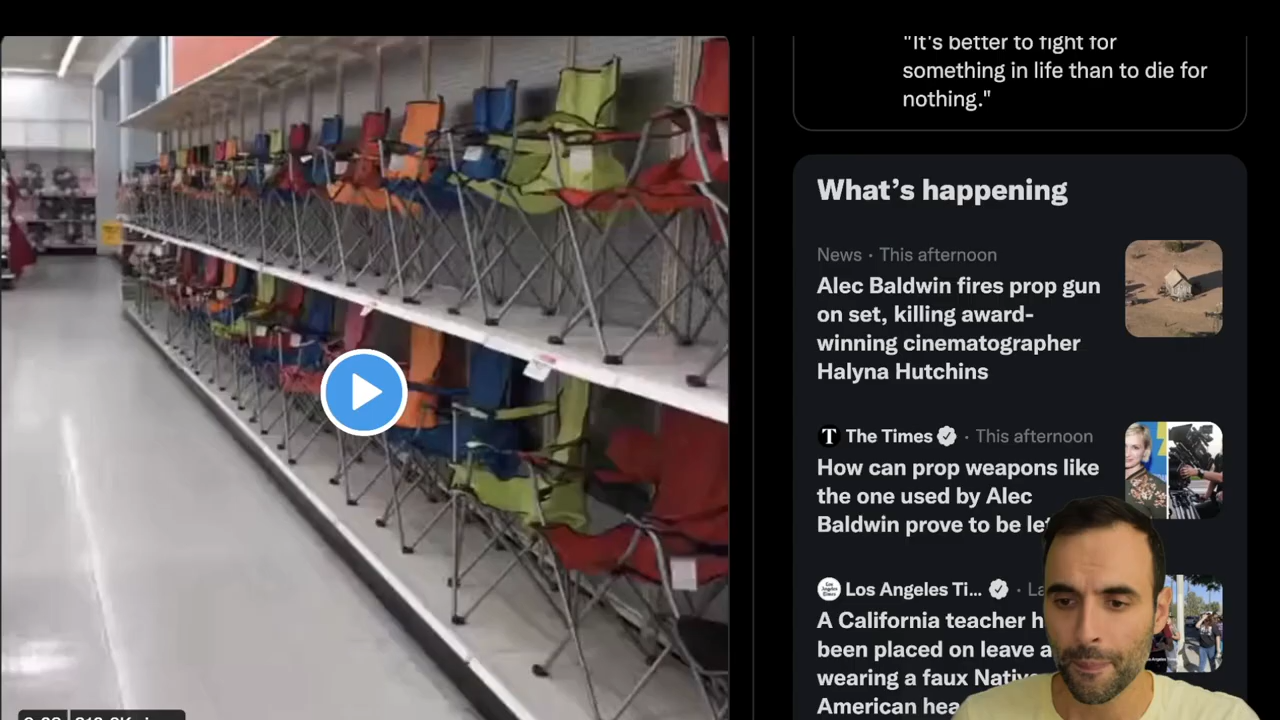 "It's better to fight for
something in life than to die for
nothing."
What's happening
News · This afternoon
Alec Baldwin fires prop gun
on set, killing award-
winning cinematographer
Halyna Hutchins
T The Times · This afternoon
How can prop weapons like
the one used by Alec
Baldwin prove to be
Los Angeles Ti... ·
A California teacher
been placed on leave
wearing a faux
American